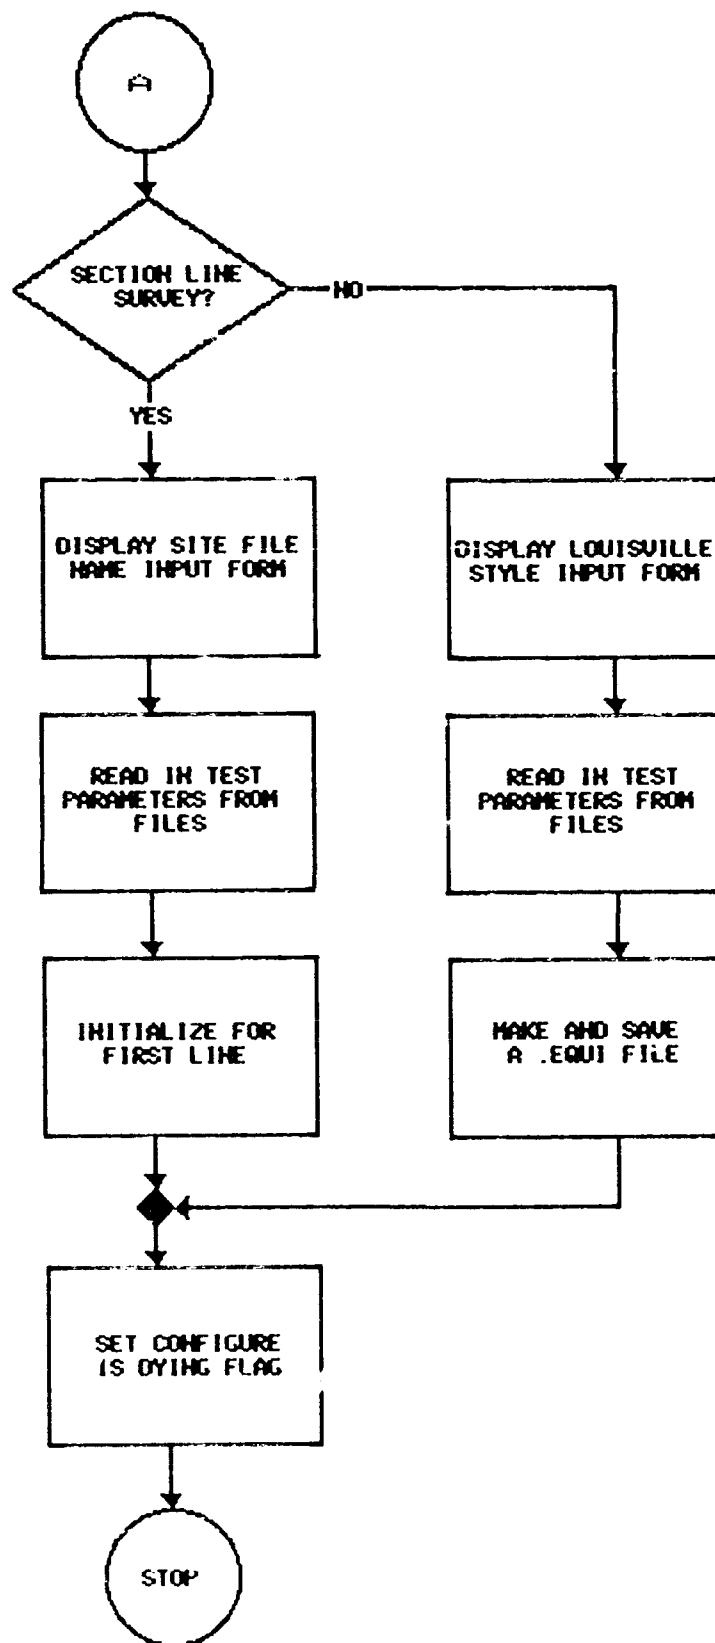 A
SECTION LINE
SURVEY?
NO
YES
DISPLAY SITE FILE
NAME INPUT FORM
DISPLAY LOUISVILLE
STYLE INPUT FORM
READ IN TEST
PARAMETERS FROM
FILES
READ IN TEST
PARAMETERS FROM
FILES
INITIALIZE FOR
FIRST LINE
MAKE AND SAVE
A .EQUI FILE
SET CONFIGURE
IS DYING FLAG
STOP